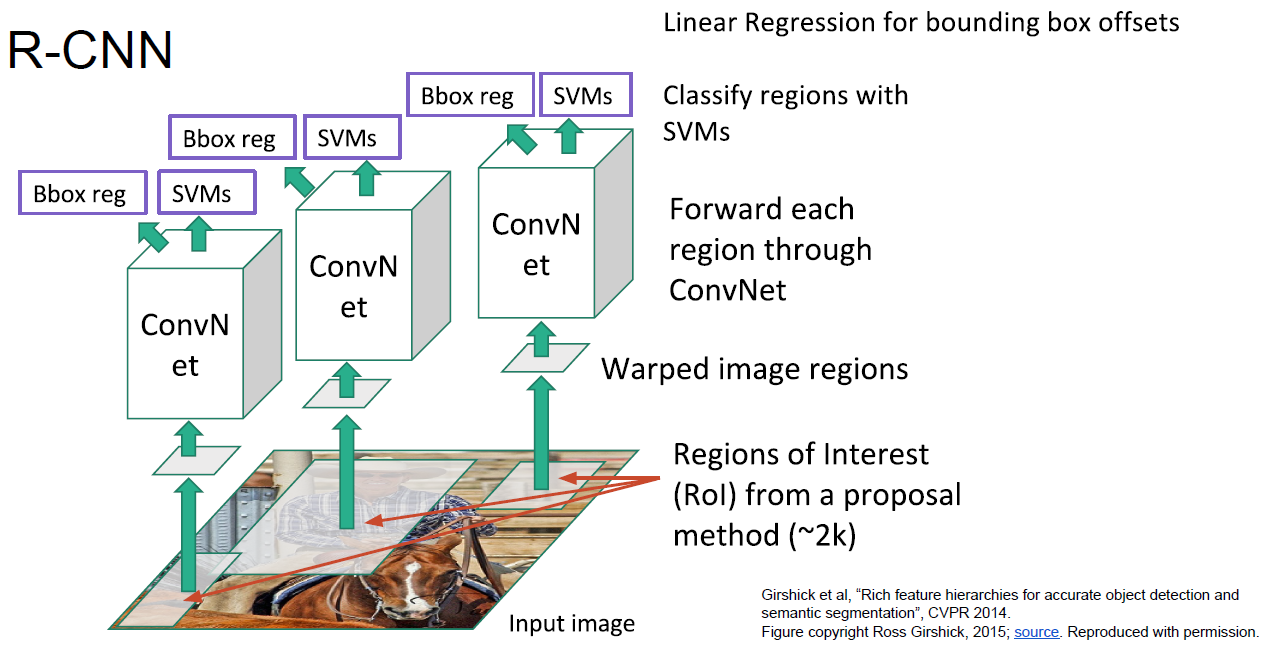 R-CNN
Linear Regression for bounding box offsets
Bbox reg
SVMs
Classify regions with
SVMs
Bbox reg
SVMs
Bbox reg
SVMs
ConvN
et
ConvN
et
ConvN
et
Forward each
region through
ConvNet
Warped image regions
Regions of Interest
(RoI) from a proposal
method (~2k)
Input image
Girshick et al, “Rich feature hierarchies for accurate object detection and
semantic segmentation”, CVPR 2014.
Figure copyright Ross Girshick, 2015; source. Reproduced with permission.